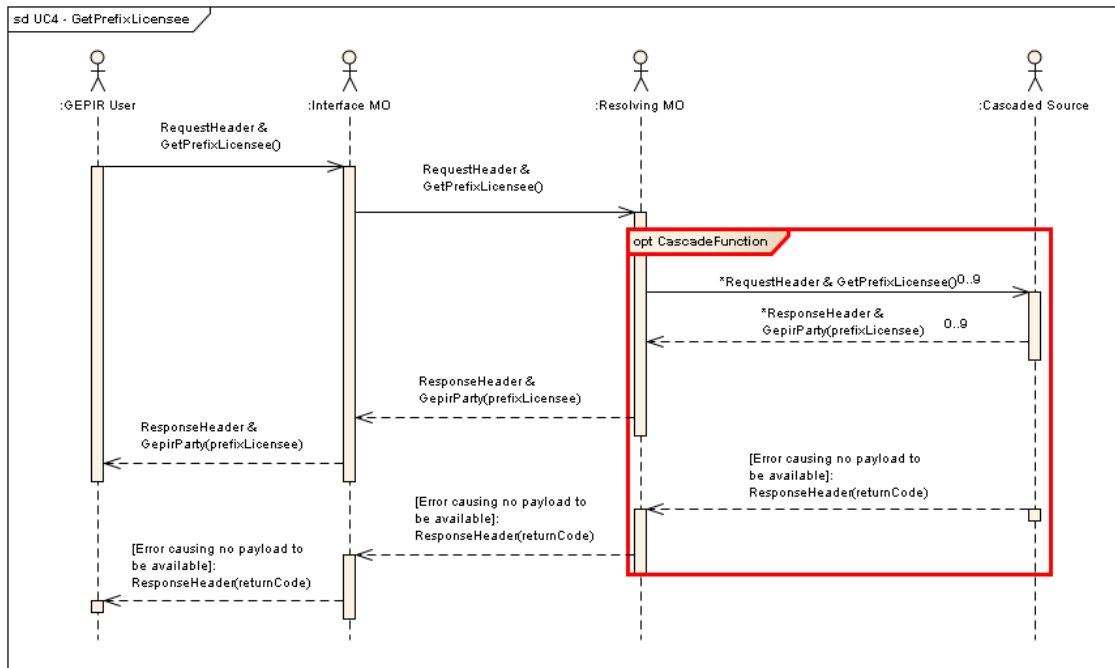 sd UC4 - GetPrefixLicensee
:GEPIR User
:Interface MO
:Resolving MO
:Cascaded Source
RequestHeader &
GetPrefixLicensee()
RequestHeader &
GetPrefixLicensee()
opt CascadeFunction
*RequestHeader & GetPrefixLicensee() 0..9
*ResponseHeader &
GepirParty(prefixLicensee) 0..9
ResponseHeader &
GepirParty(prefixLicensee)
ResponseHeader &
GepirParty(prefixLicensee)
[Error causing no payload to
be available]:
ResponseHeader(returnCode)
[Error causing no payload to
be available]:
ResponseHeader(returnCode)
[Error causing no payload to
be available]:
ResponseHeader(returnCode)